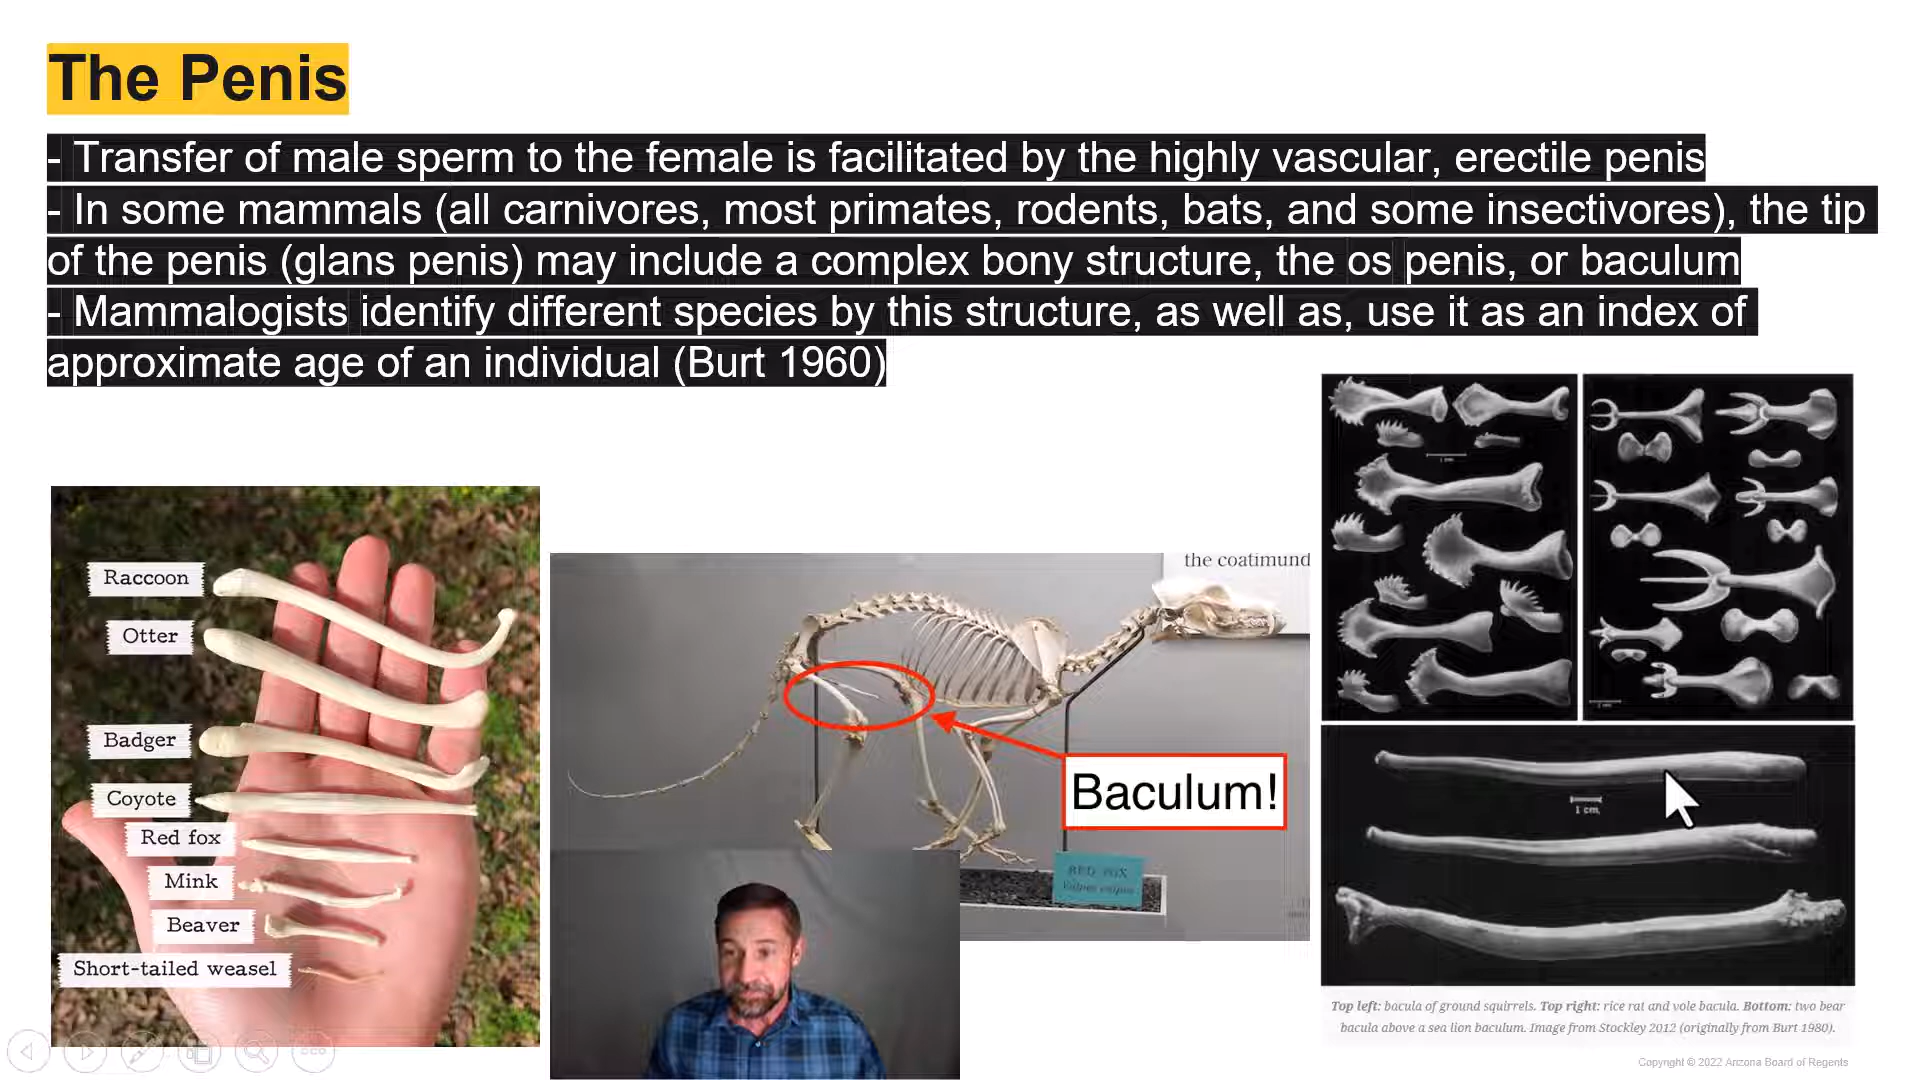 The Penis
- Transfer of male sperm to the female is facilitated by the highly vascular, erectile penis
- In some mammals (all carnivores, most primates, rodents, bats, and some insectivores), the tip
of the penis (glans penis) may include a complex bony structure, the os penis, or baculum
- Mammalogists identify different species by this structure, as well as, use it as an index of
approximate age of an individual (Burt 1960)
Raccoon
Otter
Badger
Coyote
Red fox
Mink
Beaver
Short-tailed weasel
the coatimund
Baculum!
RED FOX
Vulpes vulpes
1 cm.
Top left: bacula of ground squirrels. Top right: rice rat and vole bacula. Bottom: two bear
bacula above a sea lion baculum. Image from Stockley 2012 (originally from Burt 1980).
Copyright © 2022 Arizona Board of Regents